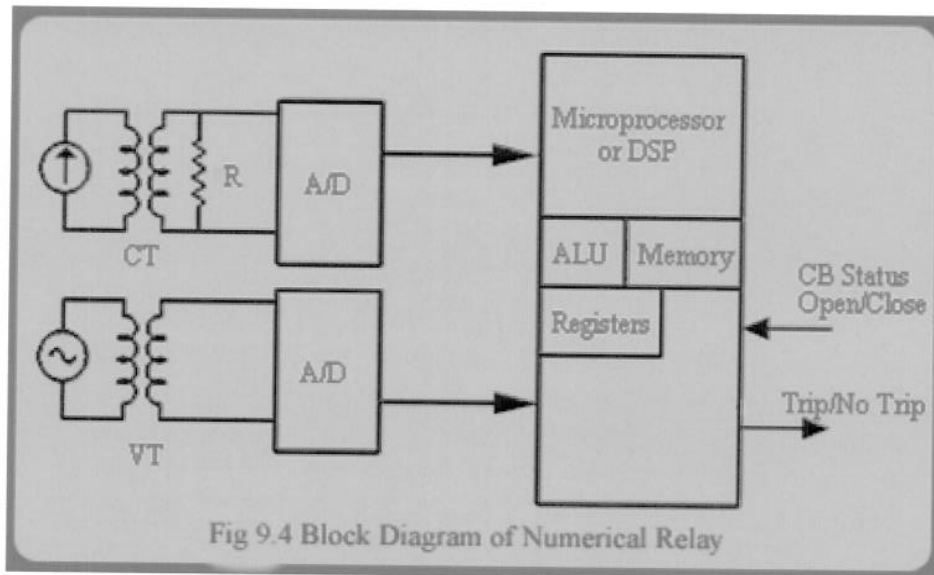 Microprocessor
or DSP
R
A/D
CT
ALU
Memory
CB Status
Open/Close
Registers
A/D
Trip/No Trip
VT
Fig 9.4 Block Diagram of Numerical Relay